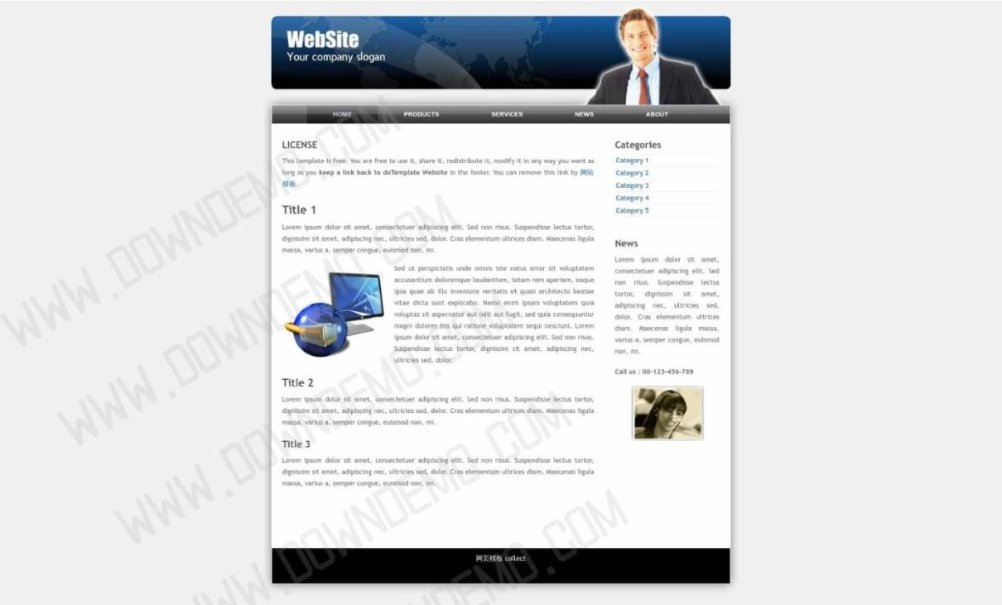 WebSite
Your company slogan
HOME PRODUCTS SERVICES NEWS ABOUT
LICENSE
This template is free. You are free to use it, share it, redistribute it, modify it in any way you want as
long as you keep a link back to doTemplate Website in the footer. You can remove this link by 网站
模板.
Title 1
Lorem ipsum dolor sit amet, consectetuer adipiscing elit. Sed non risus. Suspendisse lectus tortor,
dignissim sit amet, adipiscing nec, ultricies sed, dolor. Cras elementum ultrices diam. Maecenas ligula
massa, varius a, semper congue, euismod non, mi.
Sed ut perspiciatis unde omnis iste natus error sit voluptatem
accusantium doloremque laudantium, totam rem aperiam, eaque
ipsa quae ab illo inventore veritatis et quasi architecto beatae
vitae dicta sunt explicabo. Nemo enim ipsam voluptatem quia
voluptas sit aspernatur aut odit aut fugit, sed quia consequuntur
magni dolores eos qui ratione voluptatem sequi nesciunt. Lorem
ipsum dolor sit amet, consectetuer adipiscing elit. Sed non risus.
Suspendisse lectus tortor, dignissim sit amet, adipiscing nec,
ultricies sed, dolor.
Title 2
Lorem ipsum dolor sit amet, consectetuer adipiscing elit. Sed non risus. Suspendisse lectus tortor,
dignissim sit amet, adipiscing nec, ultricies sed, dolor. Cras elementum ultrices diam. Maecenas ligula
massa, varius a, semper congue, euismod non, mi.
Title 3
Lorem ipsum dolor sit amet, consectetuer adipiscing elit. Sed non risus. Suspendisse lectus tortor,
dignissim sit amet, adipiscing nec, ultricies sed, dolor. Cras elementum ultrices diam. Maecenas ligula
massa, varius a, semper congue, euismod non, mi.
Categories
Category 1
Category 2
Category 3
Category 4
Category 5
News
Lorem ipsum dolor sit amet,
consectetuer adipiscing elit. Sed
non risus. Suspendisse lectus
tortor, dignissim sit amet,
adipiscing nec, ultricies sed,
dolor. Cras elementum ultrices
diam. Maecenas ligula massa,
varius a, semper congue, euismod
non, mi.
Call us : 00-123-456-789
网页模板 collect
WWW.DOWNDEMO.COM
WWW.DOWNDEMO.COM
WWW.DOWNDEMO.COM
WWW.DOWNDEMO.COM